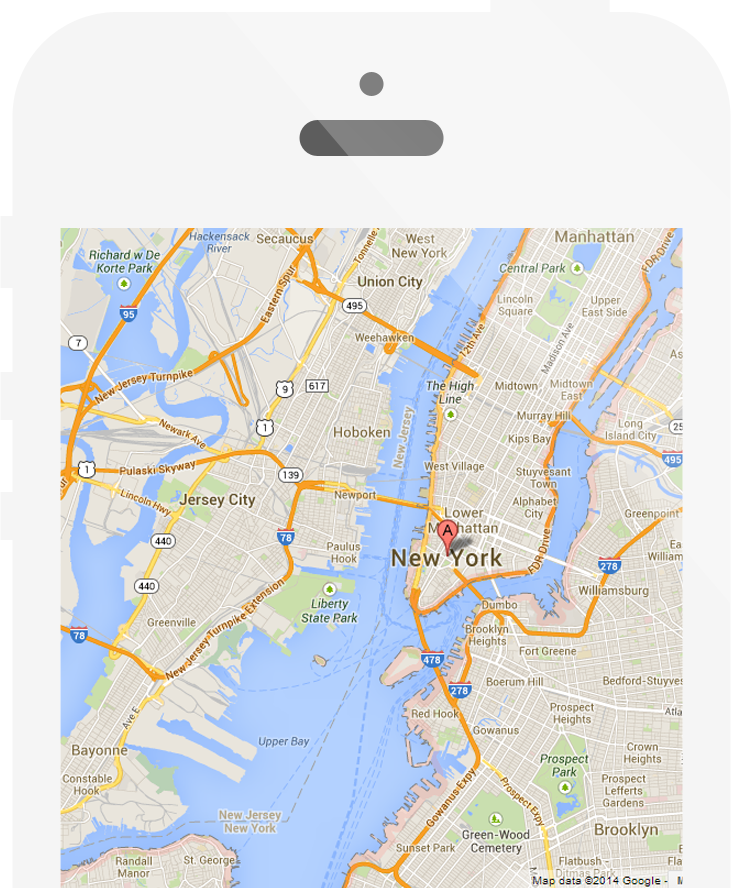 Hackensack
River
Secaucus
West
New York
Manhattan
Richard w De
Korte Park
Tonnelle
Union City
Central Park
FDR Drive
Eastern Spur
495
Lincoln
Square
Upper
East Side
95
7
Weehawken
12th Ave
Madison Ave
New Jersey Turnpike
9
617
The High
Line
Midtown
Midtown
East
Murray Hill
Newark Ave
1
Hoboken
New Jersey
Kips Bay
Long
Island City
25
495
1
Pulaski Skyway
139
West Village
Stuyvesant
Town
Lincoln Hwy
Jersey City
Newport
Alphabet
City
Lower
Manhattan
A
New York
Greenpoint
440
78
Paulus
Hook
FDR Drive
278
440
Liberty
State Park
Williamsburg
Greenville
78
New Jersey Turnpike Extension
Dumbo
Brooklyn
Heights
Fort Greene
478
278
Boerum Hill
Bedford-Stuyves
Ave E
Red Hook
Gowanus
Prospect
Heights
Atla
Bayonne
Upper Bay
Crown
Heights
Constable
Hook
Gowanus Expy
Prospect Expy
Prospect
Park
Prospect
Lefferts
Gardens
New Jersey
New York
Green-Wood
Cemetery
Brooklyn
Randall
Manor
St. George
Sunset Park
Flatbush -
Ditmas Park
Map data ©2014 Google -